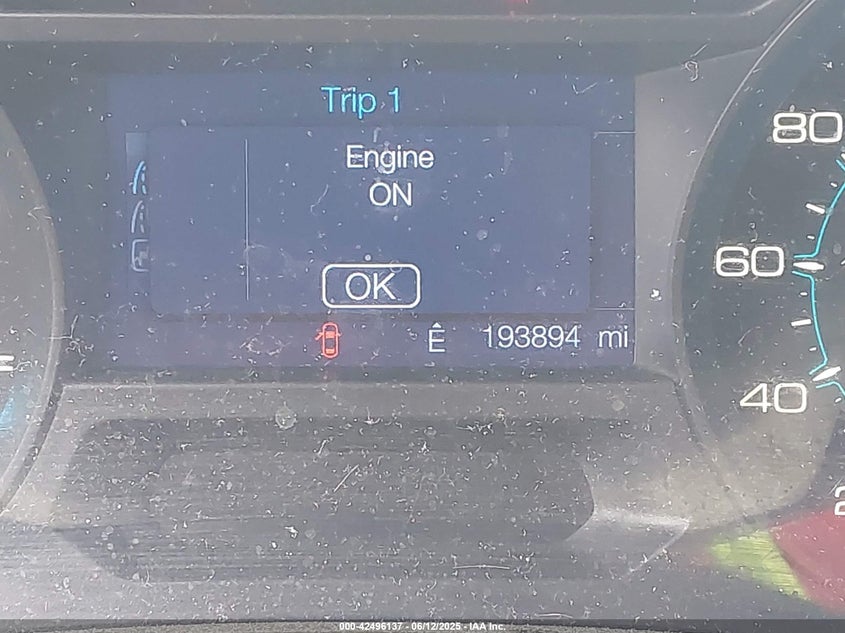 Trip 1
Engine
ON
OK
Ê 193894 mi
80
60
40
000-42496137 - 06/12/2025 - IAA Inc.